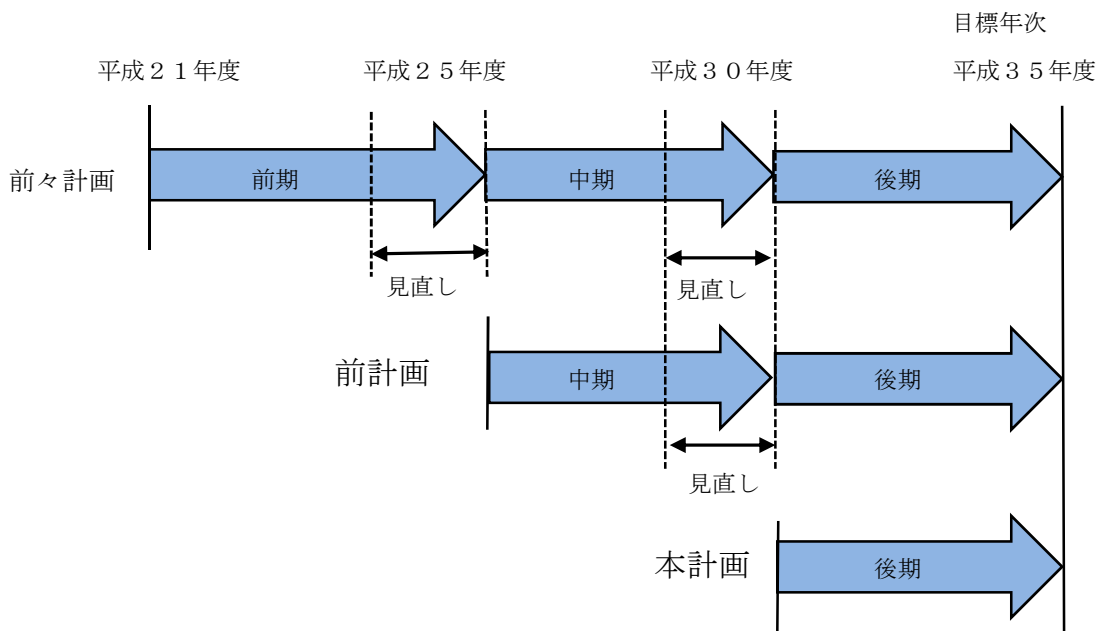 目標年次
平成２１年度
平成２５年度
平成３０年度
平成３５年度
前々計画
前期
中期
後期
見直し
見直し
前計画
中期
後期
見直し
本計画
後期